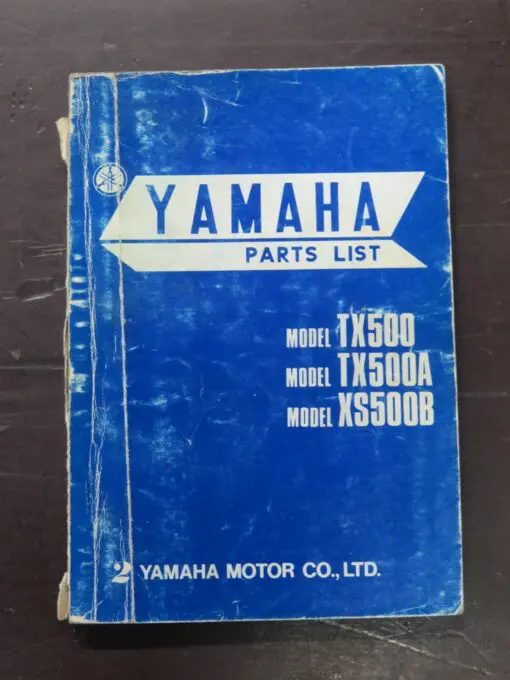 YAMAHA
PARTS LIST
MODEL TX500
MODEL TX500A
MODEL XS500B
2 YAMAHA MOTOR CO., LTD.